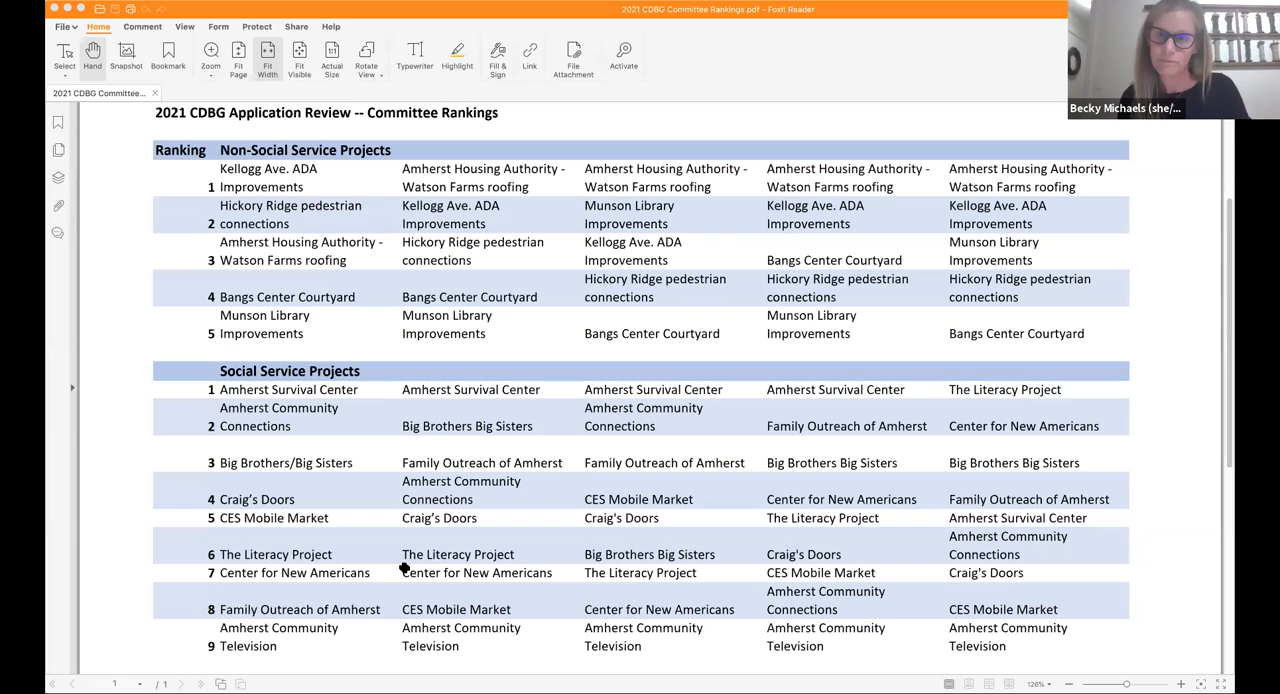 2021 CDBG Committee Rankings.pdf - Foxit Reader
File Home Comment View Form Protect Share Help
Select Hand Snapshot Bookmark Zoom Fit Page Fit Width Fit Visible Actual Size Rotate View Typewriter Highlight Fill & Sign Link File Attachment Activate
2021 CDBG Committee... ×
Becky Michaels (she/...
2021 CDBG Application Review -- Committee Rankings
Ranking Non-Social Service Projects
Kellogg Ave. ADA Amherst Housing Authority - Amherst Housing Authority - Amherst Housing Authority - Amherst Housing Authority -
1 Improvements Watson Farms roofing Watson Farms roofing Watson Farms roofing Watson Farms roofing
Hickory Ridge pedestrian Kellogg Ave. ADA Munson Library Kellogg Ave. ADA Kellogg Ave. ADA
2 connections Improvements Improvements Improvements Improvements
Amherst Housing Authority - Hickory Ridge pedestrian Kellogg Ave. ADA Munson Library
3 Watson Farms roofing connections Improvements Bangs Center Courtyard Improvements
Hickory Ridge pedestrian Hickory Ridge pedestrian Hickory Ridge pedestrian
4 Bangs Center Courtyard Bangs Center Courtyard connections connections connections
Munson Library Munson Library Munson Library
5 Improvements Improvements Bangs Center Courtyard Improvements Bangs Center Courtyard
Social Service Projects
1 Amherst Survival Center Amherst Survival Center Amherst Survival Center Amherst Survival Center The Literacy Project
Amherst Community Amherst Community
2 Connections Big Brothers Big Sisters Connections Family Outreach of Amherst Center for New Americans
3 Big Brothers/Big Sisters Family Outreach of Amherst Family Outreach of Amherst Big Brothers Big Sisters Big Brothers Big Sisters
Amherst Community
4 Craig’s Doors Connections CES Mobile Market Center for New Americans Family Outreach of Amherst
5 CES Mobile Market Craig’s Doors Craig's Doors The Literacy Project Amherst Survival Center
Amherst Community
6 The Literacy Project The Literacy Project Big Brothers Big Sisters Craig's Doors Connections
7 Center for New Americans Center for New Americans The Literacy Project CES Mobile Market Craig's Doors
Amherst Community
8 Family Outreach of Amherst CES Mobile Market Center for New Americans Connections CES Mobile Market
Amherst Community Amherst Community Amherst Community Amherst Community Amherst Community
9 Television Television Television Television Television
1 / 1 126%